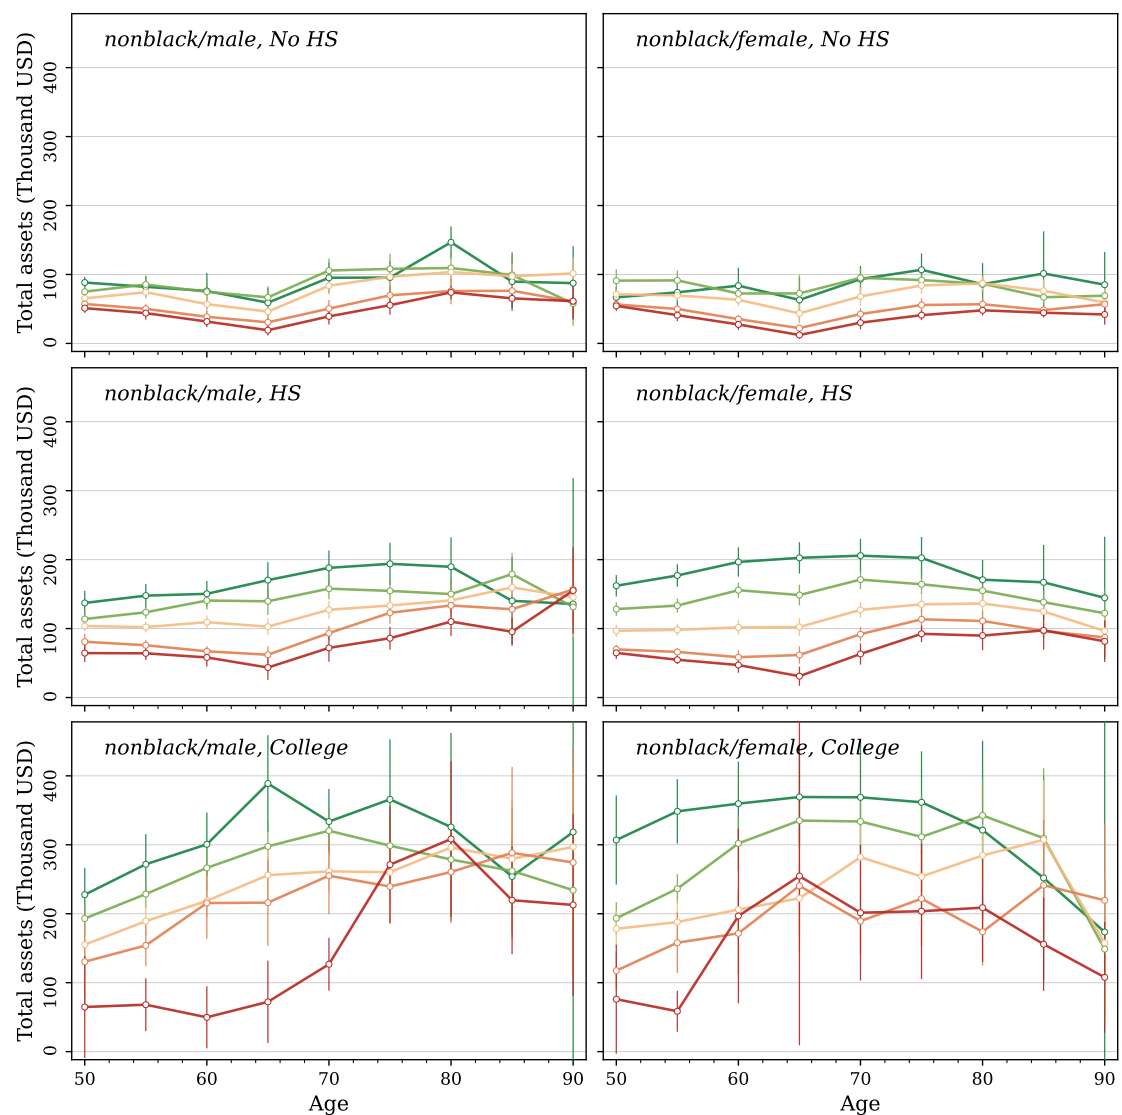 nonblack/male, No HS
nonblack/female, No HS
Total assets (Thousand USD)
400
300
200
100
0
nonblack/male, HS
nonblack/female, HS
Total assets (Thousand USD)
400
300
200
100
0
nonblack/male, College
nonblack/female, College
Total assets (Thousand USD)
400
300
200
100
0
50 60 70 80 90
50 60 70 80 90
Age
Age